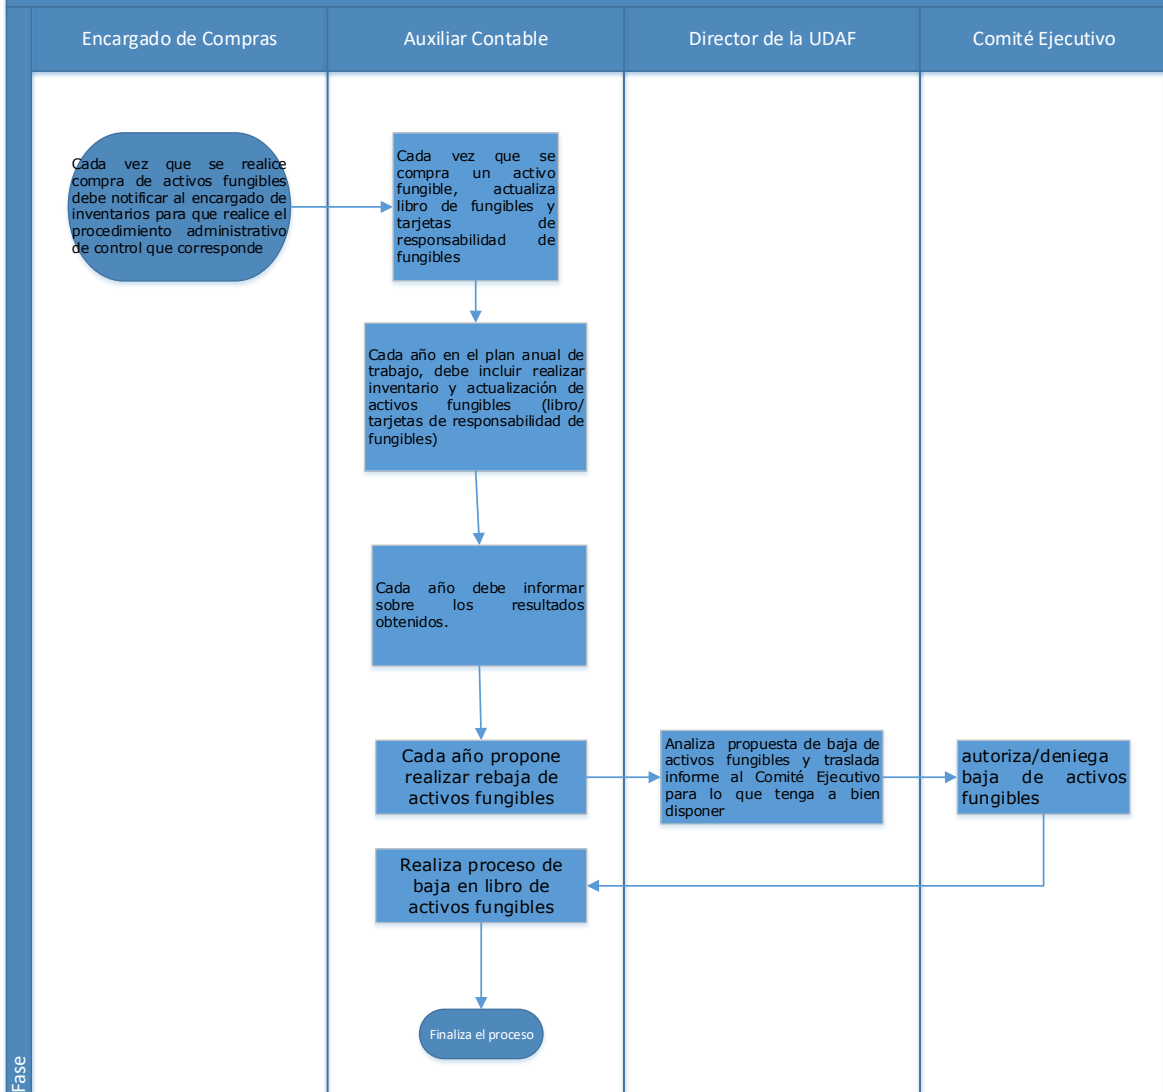 Encargado de Compras
Auxiliar Contable
Director de la UDAF
Comité Ejecutivo
Cada vez que se realice
compra de activos fungibles
debe notificar al encargado de
inventarios para que realice el
procedimiento administrativo
de control que corresponde
Cada vez que se
compra un activo
fungible, actualiza
libro de fungibles y
tarjetas de
responsabilidad de
fungibles
Cada año en el plan anual de
trabajo, debe incluir realizar
inventario y actualización de
activos fungibles (libro/
tarjetas de responsabilidad de
fungibles)
Cada año debe informar
sobre los resultados
obtenidos.
Cada año propone
realizar rebaja de
activos fungibles
Analiza propuesta de baja de
activos fungibles y traslada
informe al Comité Ejecutivo
para lo que tenga a bien
disponer
autoriza/deniega
baja de activos
fungibles
Realiza proceso de
baja en libro de
activos fungibles
Finaliza el proceso
Fase